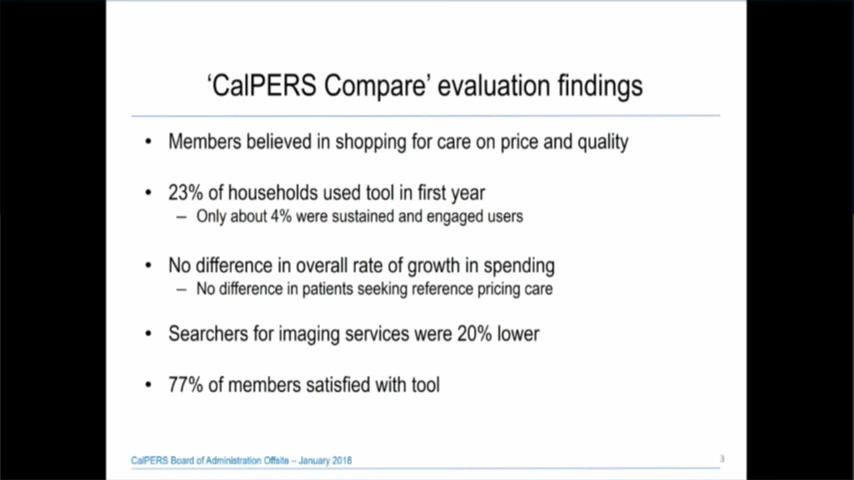 ‘CalPERS Compare’ evaluation findings
• Members believed in shopping for care on price and quality
• 23% of households used tool in first year
– Only about 4% were sustained and engaged users
• No difference in overall rate of growth in spending
– No difference in patients seeking reference pricing care
• Searchers for imaging services were 20% lower
• 77% of members satisfied with tool
CalPERS Board of Administration Offsite – January 2018
3